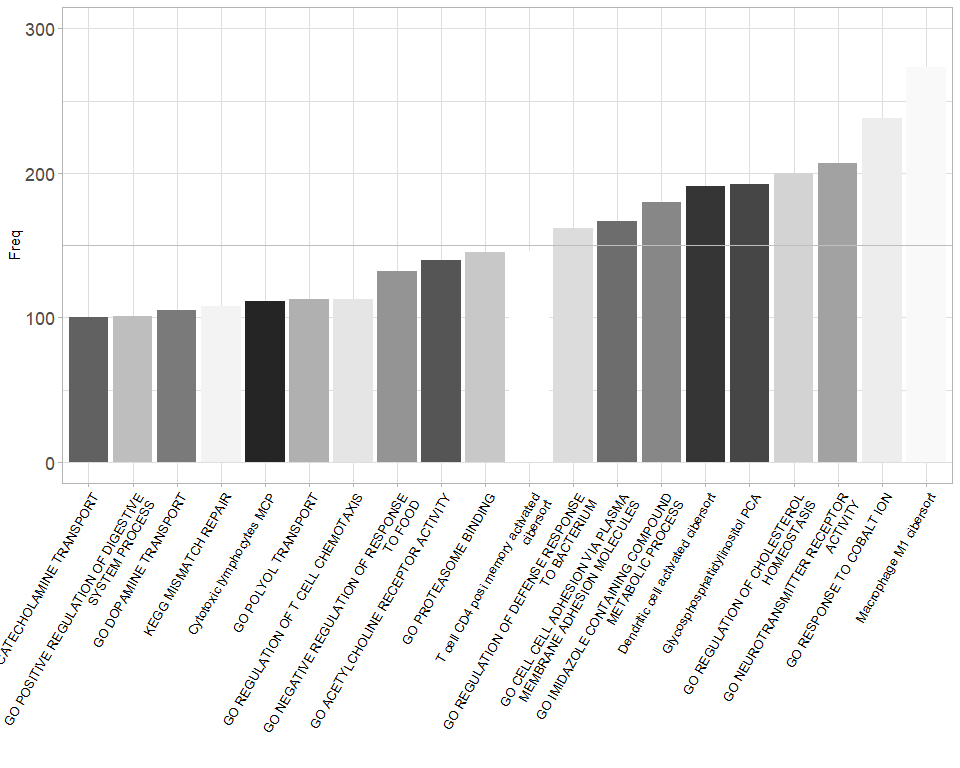 300
200
100
0
Freq
CATECHOLAMINE TRANSPORT
GO POSITIVE REGULATION OF DIGESTIVE
SYSTEM PROCESS
GO DOPAMINE TRANSPORT
KEGG MISMATCH REPAIR
Cytotoxic lymphocytes MCP
GO POLYOL TRANSPORT
GO REGULATION OF T CELL CHEMOTAXIS
GO NEGATIVE REGULATION OF RESPONSE
TO FOOD
GO ACETYLCHOLINE RECEPTOR ACTIVITY
GO PROTEASOME BINDING
T cell CD4 posi memory activated
cibersort
GO REGULATION OF DEFENSE RESPONSE
TO BACTERIUM
GO CELL CELL ADHESION VIA PLASMA
MEMBRANE ADHESION MOLECULES
GO IMIDAZOLE CONTAINING COMPOUND
METABOLIC PROCESS
Dendritic cell activated cibersort
Glycosphosphatidylinositol PCA
GO REGULATION OF CHOLESTEROL
HOMEOSTASIS
GO NEUROTRANSMITTER RECEPTOR
ACTIVITY
GO RESPONSE TO COBALT ION
Macrophage M1 cibersort